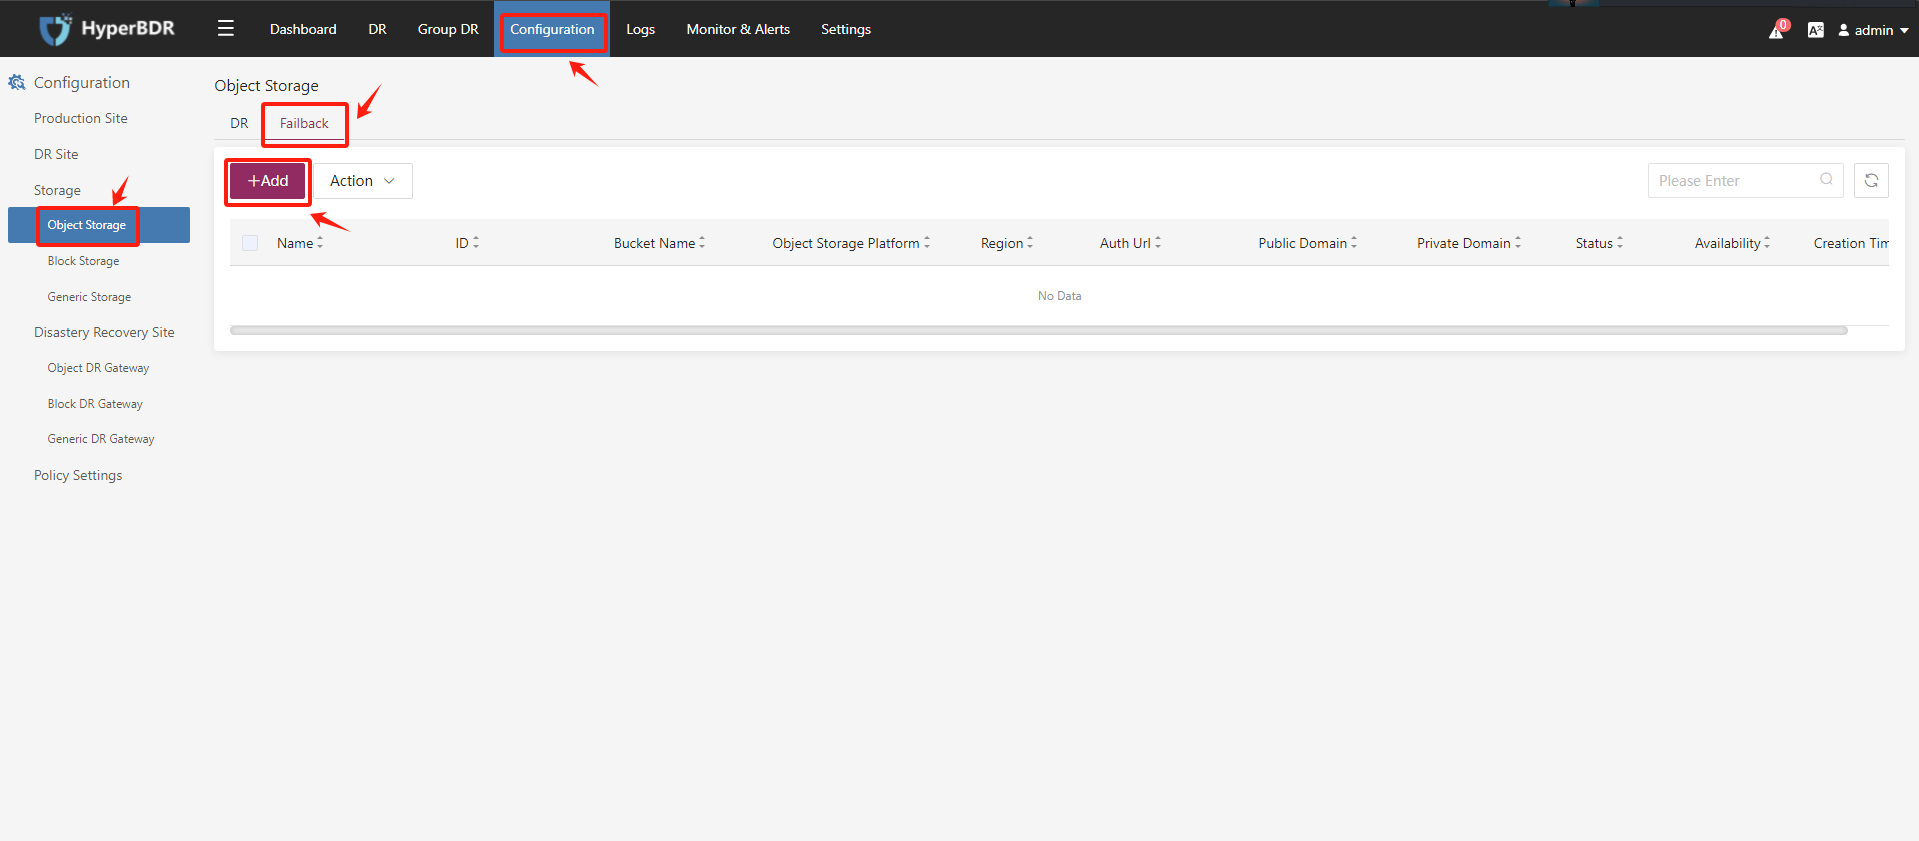 HyperBDR
Dashboard DR Group DR Configuration Logs Monitor & Alerts Settings
0 admin
Configuration
Production Site
DR Site
Storage
Object Storage
Block Storage
Generic Storage
Disastery Recovery Site
Object DR Gateway
Block DR Gateway
Generic DR Gateway
Policy Settings
Object Storage
DR Failback
+Add Action Please Enter
Name ID Bucket Name Object Storage Platform Region Auth Url Public Domain Private Domain Status Availability Creation Tim
No Data